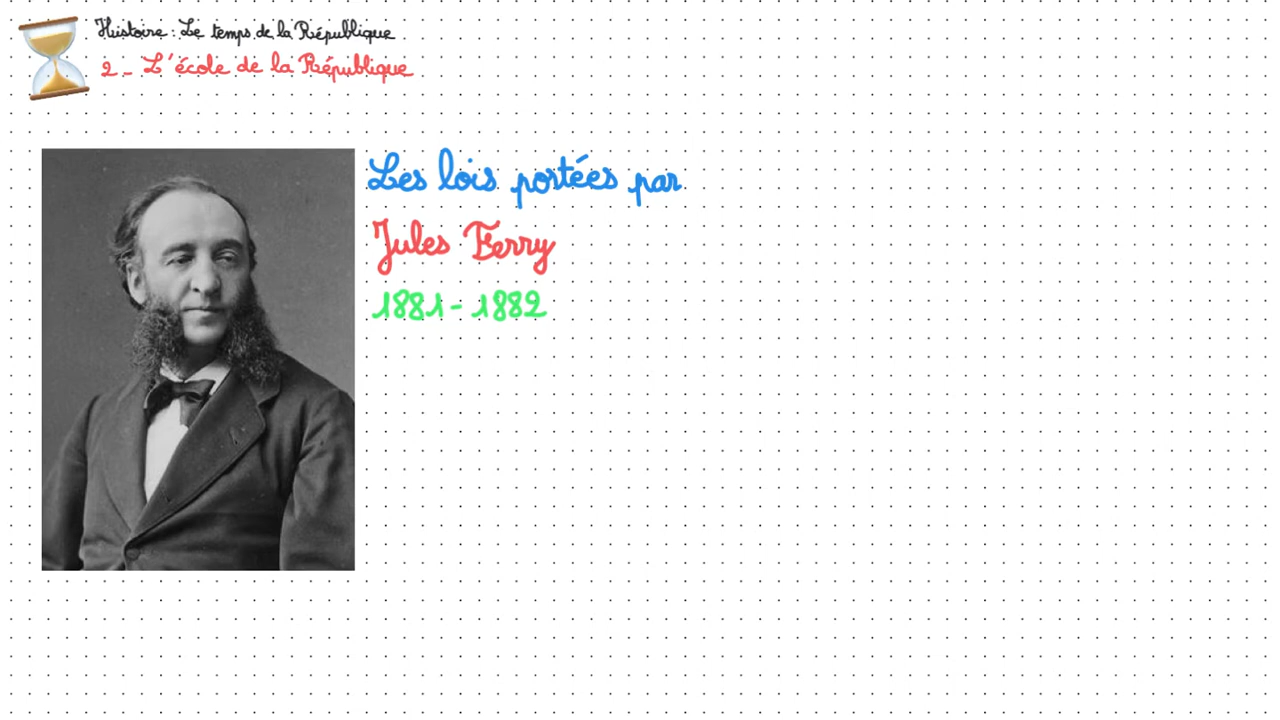 Histoire : Le temps de la République
2 - L'école de la République
Les lois portées par
Jules Ferry
1881 - 1882